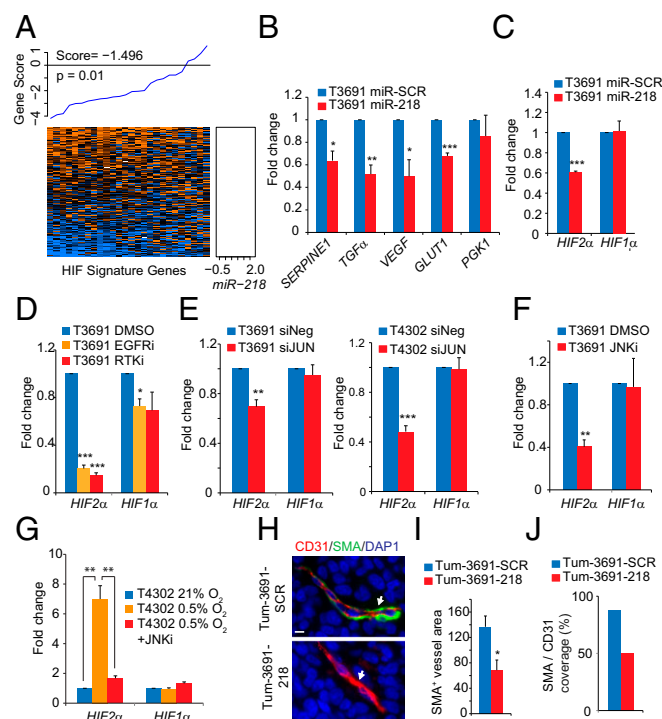 A
Gene Score
1
0
−2
−4
Score= −1.496
p = 0.01
HIF Signature Genes
−0.5 2.0
miR−218
B
T3691 miR-SCR
T3691 miR-218
Fold change
1.2
1
0.8
0.6
0.4
0.2
0
*
**
*
***
SERPINE1
TGFα
VEGF
GLUT1
PGK1
C
T3691 miR-SCR
T3691 miR-218
Fold change
1.2
1
0.8
0.6
0.4
0.2
0
***
HIF2α
HIF1α
D
T3691 DMSO
T3691 EGFRi
T3691 RTKi
Fold change
1.2
0.8
0.4
0
***
***
*
HIF2α
HIF1α
E
T3691 siNeg
T3691 siJUN
Fold change
1.2
0.8
0.4
0
**
HIF2α
HIF1α
T4302 siNeg
T4302 siJUN
Fold change
1.2
0.8
0.4
0
***
HIF2α
HIF1α
F
T3691 DMSO
T3691 JNKi
Fold change
1.2
0.8
0.4
0
**
HIF2α
HIF1α
G
T4302 21% O2
T4302 0.5% O2
T4302 0.5% O2
+JNKi
Fold change
8
6
4
2
0
**
**
HIF2α
HIF1α
H
CD31/SMA/DAP1
Tum-3691-
SCR
Tum-3691-
218
I
Tum-3691-SCR
Tum-3691-218
SMA+ vessel area
160
120
80
40
0
*
J
Tum-3691-SCR
Tum-3691-218
SMA / CD31
coverage (%)
100
80
60
40
20
0